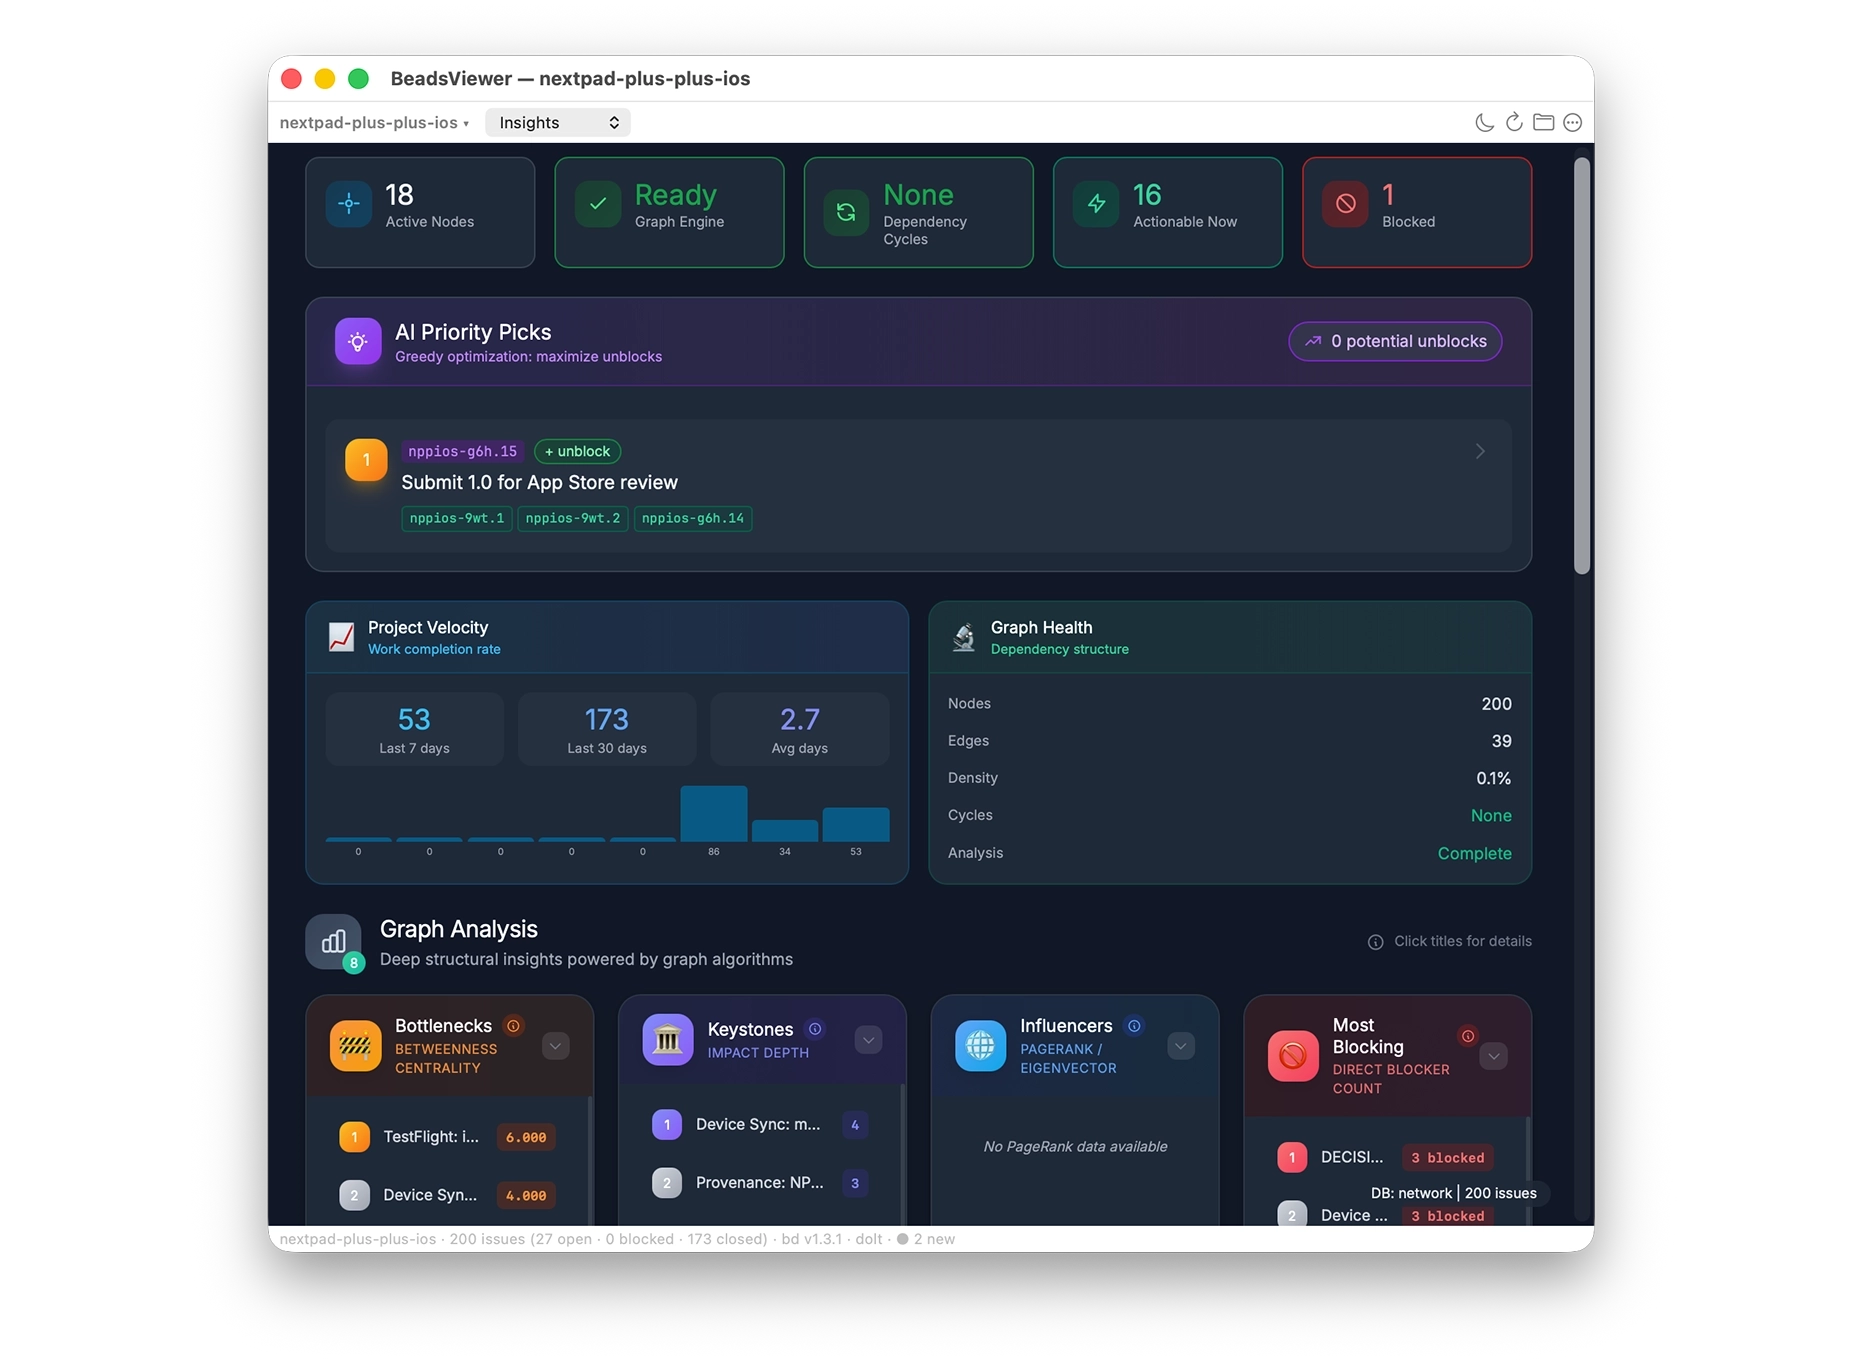 BeadsViewer — nextpad-plus-plus-ios
nextpad-plus-plus-ios ▾
Insights
18
Active Nodes
Ready
Graph Engine
None
Dependency
Cycles
16
Actionable Now
1
Blocked
AI Priority Picks
Greedy optimization: maximize unblocks
0 potential unblocks
1
nppios-g6h.15
+ unblock
Submit 1.0 for App Store review
nppios-9wt.1
nppios-9wt.2
nppios-g6h.14
Project Velocity
Work completion rate
53
Last 7 days
173
Last 30 days
2.7
Avg days
0 0 0 0 0 86 34 53
Graph Health
Dependency structure
Nodes 200
Edges 39
Density 0.1%
Cycles None
Analysis Complete
8
Graph Analysis
Deep structural insights powered by graph algorithms
Click titles for details
Bottlenecks
BETWEENNESS
CENTRALITY
1 TestFlight: i... 6.000
2 Device Syn... 4.000
Keystones
IMPACT DEPTH
1 Device Sync: m... 4
2 Provenance: NP... 3
Influencers
PAGERANK /
EIGENVECTOR
No PageRank data available
Most
Blocking
DIRECT BLOCKER
COUNT
1 DECISI... 3 blocked
2 Device ... 3 blocked
DB: network | 200 issues
nextpad-plus-plus-ios · 200 issues (27 open · 0 blocked · 173 closed) · bd v1.3.1 · dolt · ● 2 new